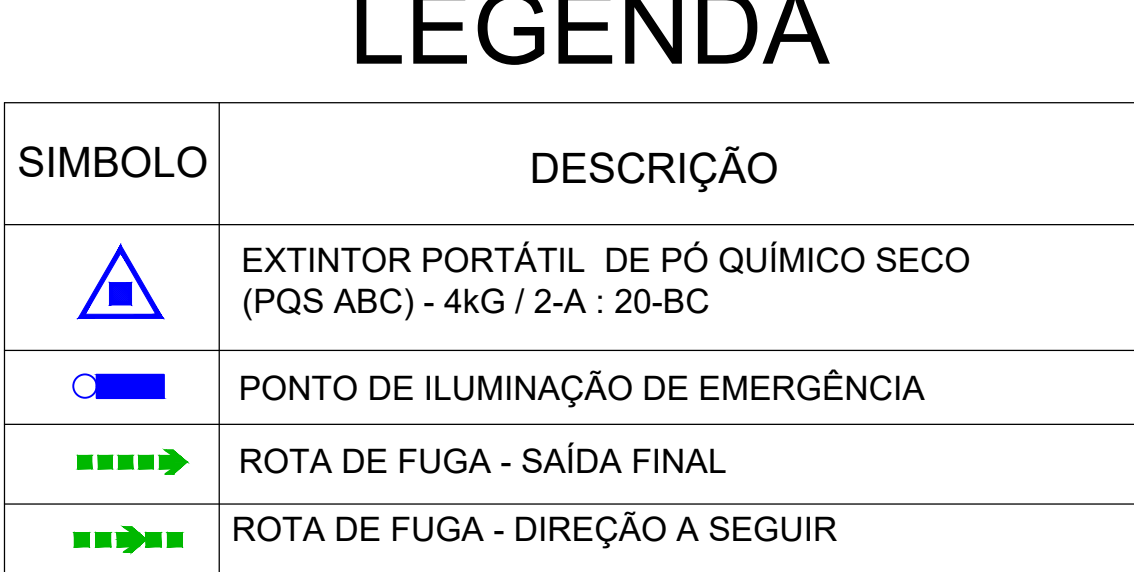 LEGENDA
SIMBOLO
DESCRIÇÃO
EXTINTOR PORTÁTIL DE PÓ QUÍMICO SECO
(PQS ABC) - 4kG / 2-A : 20-BC
PONTO DE ILUMINAÇÃO DE EMERGÊNCIA
ROTA DE FUGA - SAÍDA FINAL
ROTA DE FUGA - DIREÇÃO A SEGUIR